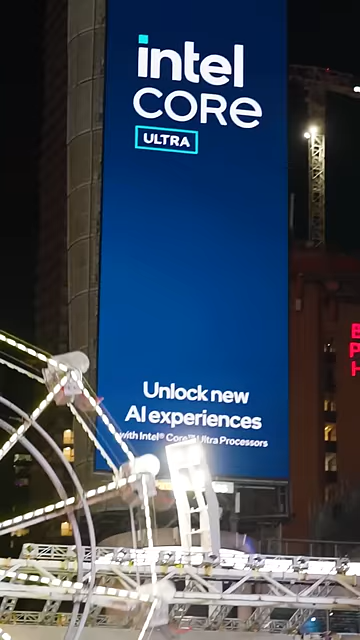 intel
CORE
ULTRA
Unlock new
AI experiences
with Intel® Core™ Ultra Processors